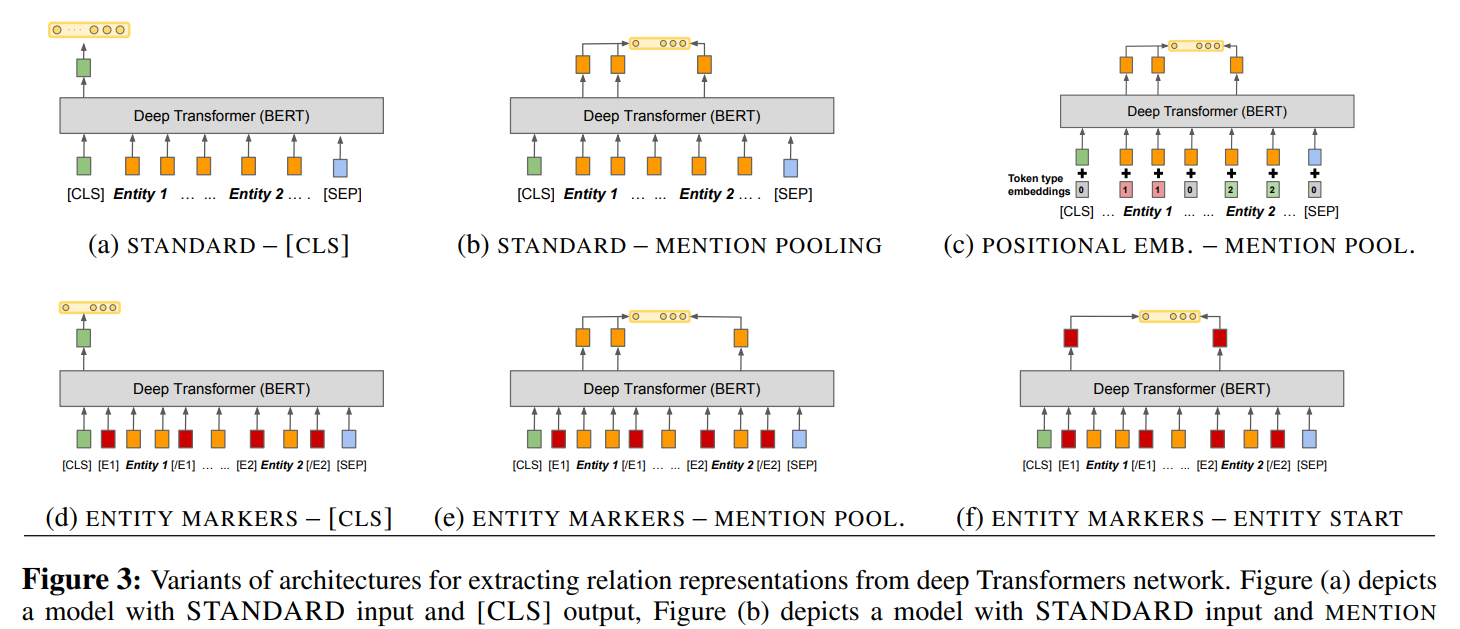 Deep Transformer (BERT)
[CLS] Entity 1 … ... Entity 2 … . [SEP]
(a) STANDARD – [CLS]
Deep Transformer (BERT)
[CLS] Entity 1 … ... Entity 2 … . [SEP]
(b) STANDARD – MENTION POOLING
Deep Transformer (BERT)
Token type
embeddings
0 1 1 0 2 2 0
[CLS] … Entity 1 ... ... Entity 2 … [SEP]
(c) POSITIONAL EMB. – MENTION POOL.
Deep Transformer (BERT)
[CLS] [E1] Entity 1 [/E1] … ... [E2] Entity 2 [/E2] [SEP]
(d) ENTITY MARKERS – [CLS]
Deep Transformer (BERT)
[CLS] [E1] Entity 1 [/E1] … ... [E2] Entity 2 [/E2] [SEP]
(e) ENTITY MARKERS – MENTION POOL.
Deep Transformer (BERT)
[CLS] [E1] Entity 1 [/E1] … ... [E2] Entity 2 [/E2] [SEP]
(f) ENTITY MARKERS – ENTITY START
Figure 3: Variants of architectures for extracting relation representations from deep Transformers network. Figure (a) depicts
a model with STANDARD input and [CLS] output, Figure (b) depicts a model with STANDARD input and MENTION